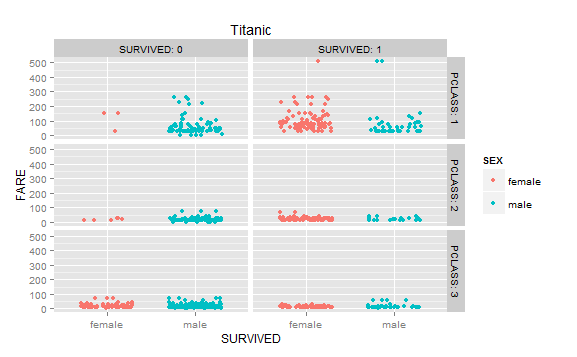 Titanic
SURVIVED: 0
SURVIVED: 1
500
400
300
200
100
0
PCLASS: 1
500
400
300
200
100
0
PCLASS: 2
500
400
300
200
100
0
PCLASS: 3
FARE
female
male
female
male
SURVIVED
SEX
female
male